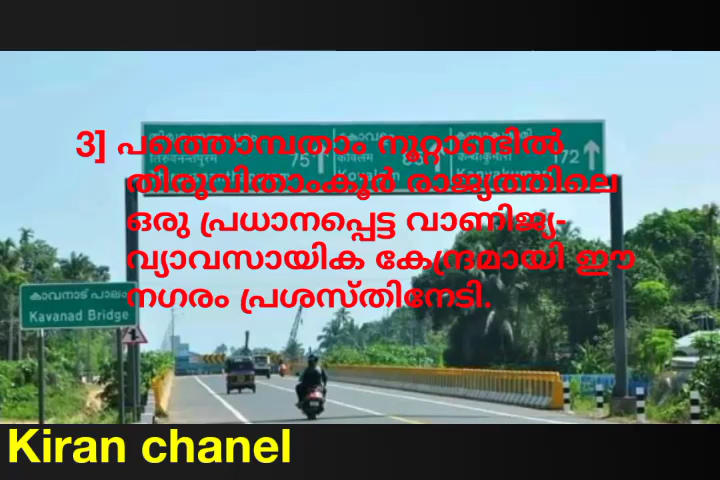 3] പത്തൊമ്പതാം നൂറ്റാണ്ടിൽ
തിരുവിതാംകൂർ രാജ്യത്തിലെ
ഒരു പ്രധാനപ്പെട്ട വാണിജ്യ-
വ്യാവസായിക കേന്ദ്രമായി ഈ
നഗരം പ്രശസ്തിനേടി.
75
172
കാവനാട് പാലം
Kavanad Bridge
Kiran chanel